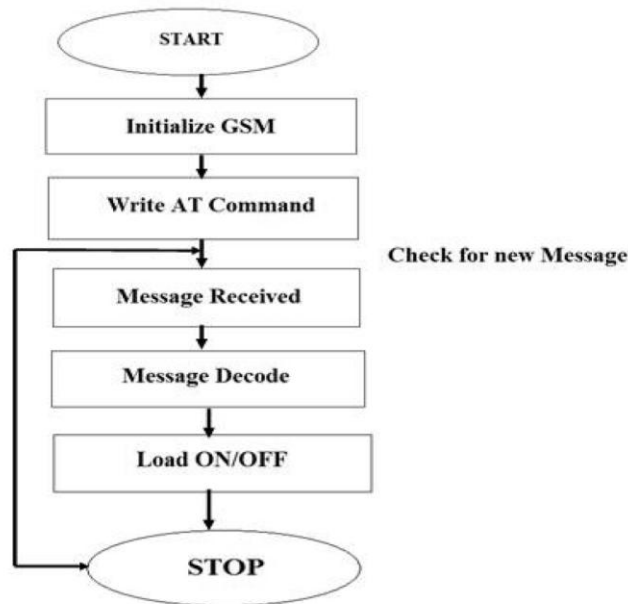 START
Initialize GSM
Write AT Command
Check for new Message
Message Received
Message Decode
Load ON/OFF
STOP